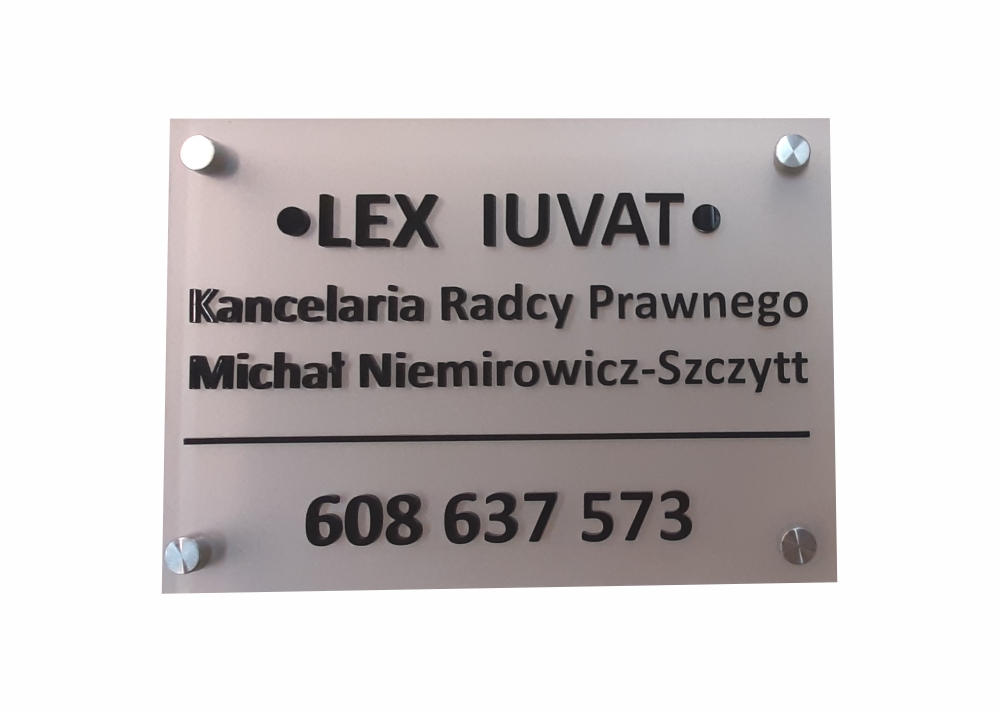 •LEX IUVAT•
Kancelaria Radcy Prawnego
Michał Niemirowicz-Szczytt
608 637 573